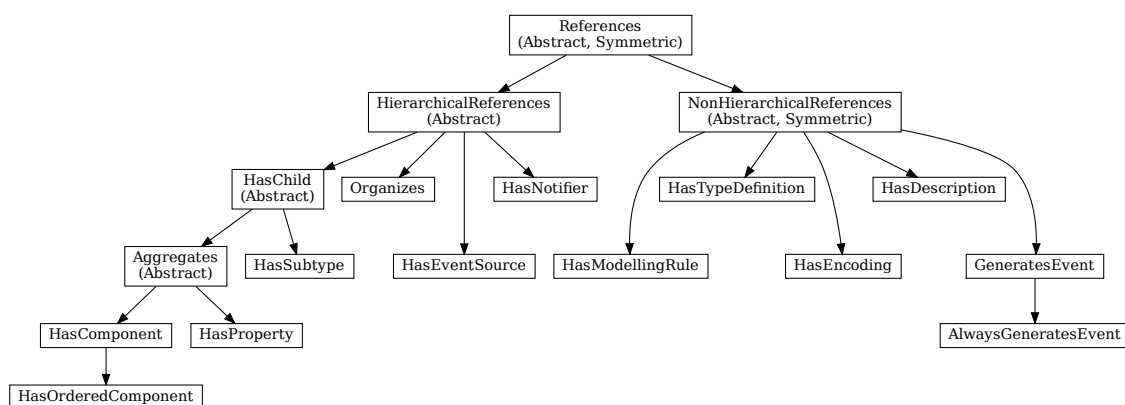 References
(Abstract, Symmetric)
HierarchicalReferences
(Abstract)
NonHierarchicalReferences
(Abstract, Symmetric)
HasChild
(Abstract)
Organizes
HasNotifier
HasTypeDefinition
HasDescription
Aggregates
(Abstract)
HasSubtype
HasEventSource
HasModellingRule
HasEncoding
GeneratesEvent
HasComponent
HasProperty
AlwaysGeneratesEvent
HasOrderedComponent